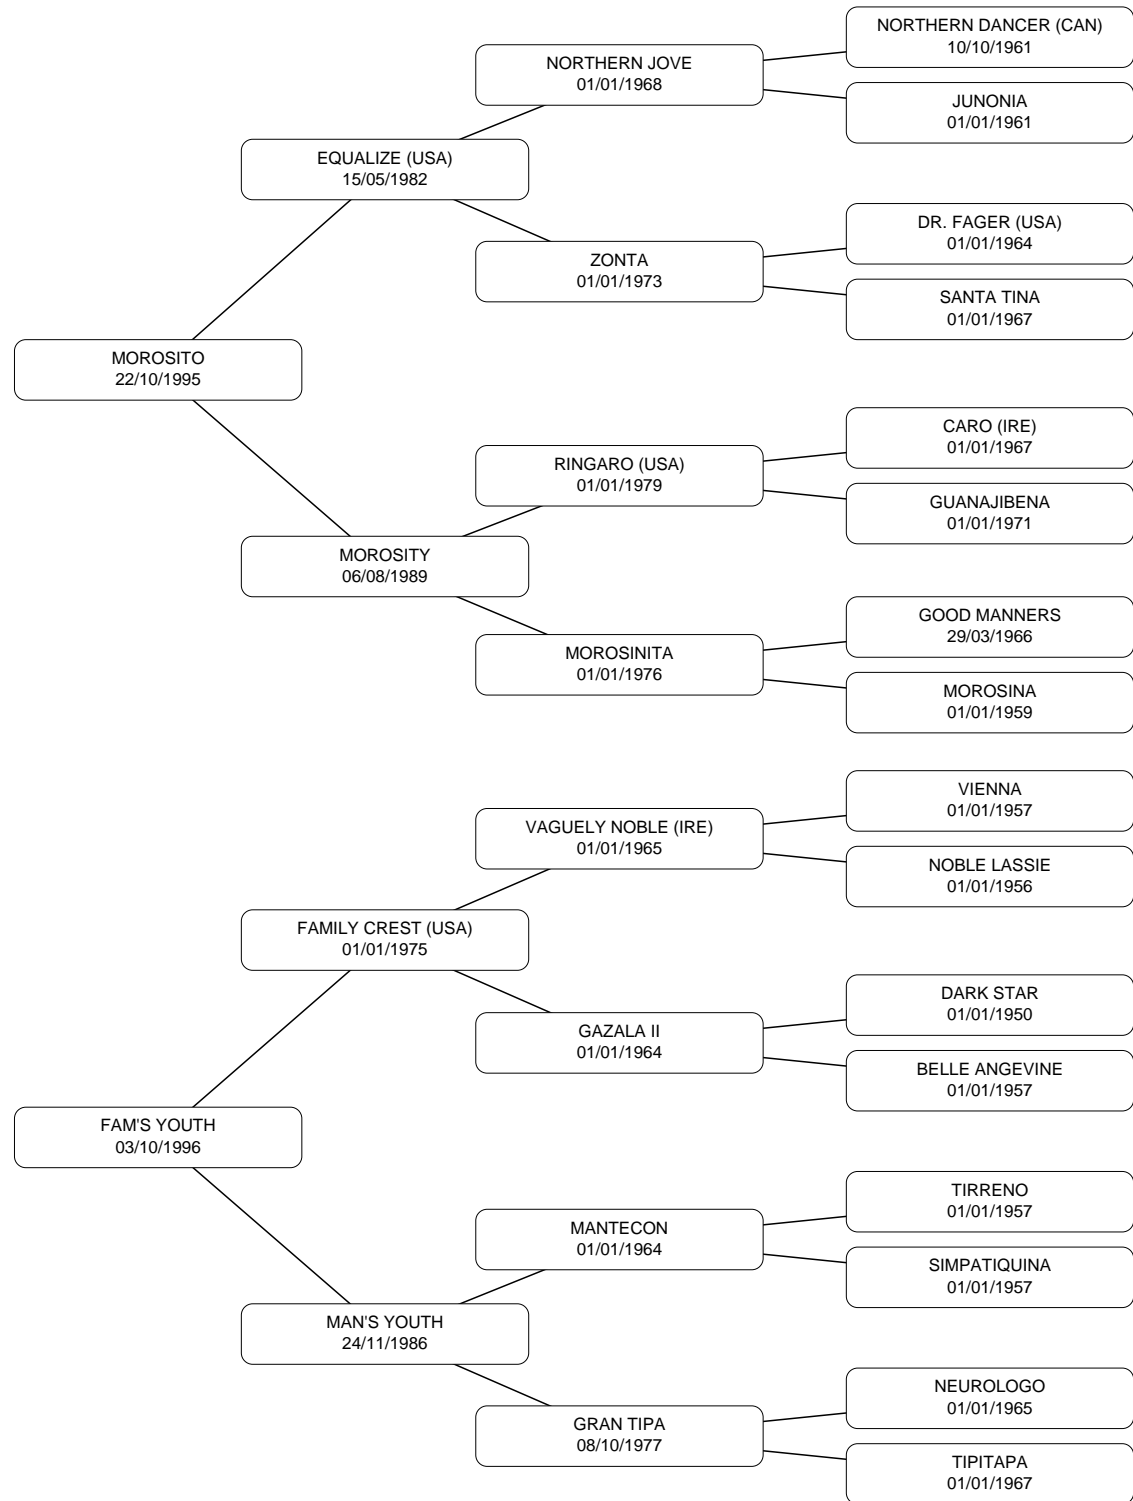 NORTHERN DANCER (CAN)
10/10/1961
NORTHERN JOVE
01/01/1968
JUNONIA
01/01/1961
EQUALIZE (USA)
15/05/1982
DR. FAGER (USA)
01/01/1964
ZONTA
01/01/1973
SANTA TINA
01/01/1967
MOROSITO
22/10/1995
CARO (IRE)
01/01/1967
RINGARO (USA)
01/01/1979
GUANAJIBENA
01/01/1971
MOROSITY
06/08/1989
GOOD MANNERS
29/03/1966
MOROSINITA
01/01/1976
MOROSINA
01/01/1959
VIENNA
01/01/1957
VAGUELY NOBLE (IRE)
01/01/1965
NOBLE LASSIE
01/01/1956
FAMILY CREST (USA)
01/01/1975
DARK STAR
01/01/1950
GAZALA II
01/01/1964
BELLE ANGEVINE
01/01/1957
FAM'S YOUTH
03/10/1996
TIRRENO
01/01/1957
MANTECON
01/01/1964
SIMPATIQUINA
01/01/1957
MAN'S YOUTH
24/11/1986
NEUROLOGO
01/01/1965
GRAN TIPA
08/10/1977
TIPITAPA
01/01/1967